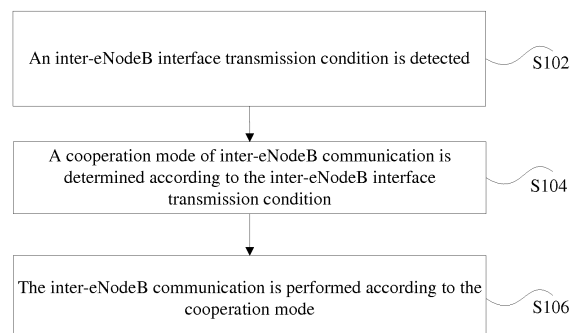 An inter-eNodeB interface transmission condition is detected
S102
A cooperation mode of inter-eNodeB communication is
determined according to the inter-eNodeB interface
transmission condition
S104
The inter-eNodeB communication is performed according to the
cooperation mode
S106